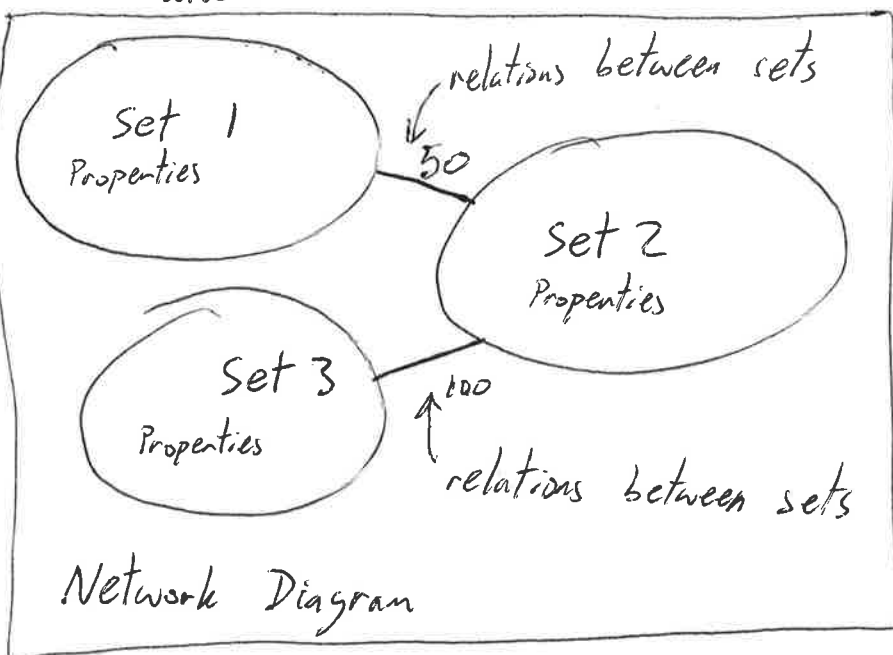 relations between sets
Set 1
Properties
50
Set 2
Properties
Set 3
Properties
100
relations between sets
Network Diagram